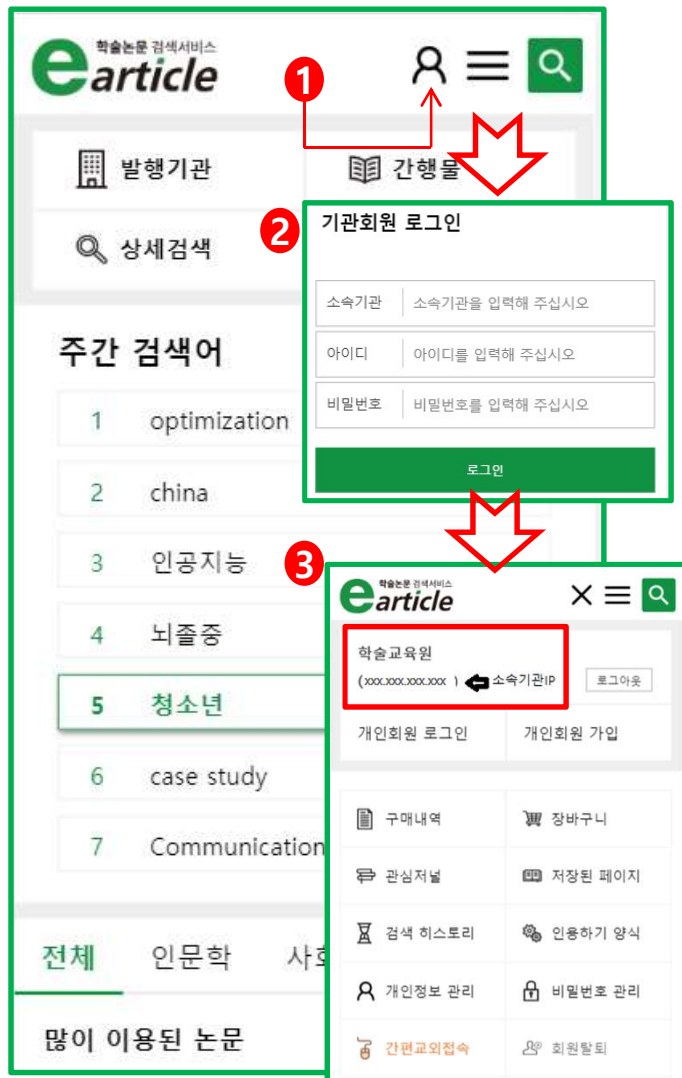 학술논문 검색서비스
earticle
1
발행기관
간행물
상세검색
2
기관회원 로그인
소속기관 소속기관을 입력해 주십시오
아이디 아이디를 입력해 주십시오
비밀번호 비밀번호를 입력해 주십시오
로그인
주간 검색어
1 optimization
2 china
3 인공지능
4 뇌졸중
5 청소년
6 case study
7 Communication
전체 인문학 사회
많이 이용된 논문
3
학술논문 검색서비스
earticle
학술교육원
(xxx.xxx.xxx.xxx ) 소속기관IP 로그아웃
개인회원 로그인 개인회원 가입
구매내역 장바구니
관심저널 저장된 페이지
검색 히스토리 인용하기 양식
개인정보 관리 비밀번호 관리
간편교외접속 회원탈퇴